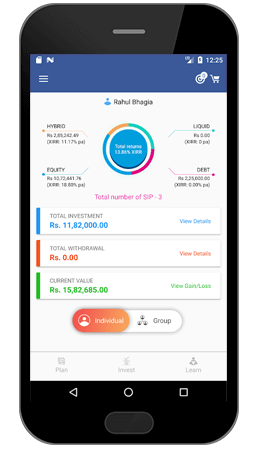 12:25
Rahul Bhagia
HYBRID
Rs 2,85,242.49
(XIRR: 11.17% pa)
LIQUID
Rs 0.00
(XIRR: 0 pa)
Total returns
13.86% XIRR
EQUITY
Rs 10,72,441.76
(XIRR: 18.88% pa)
DEBT
Rs 2,25,000.00
(XIRR: 0.00% pa)
Total number of SIP - 3
TOTAL INVESTMENT
Rs. 11,82,000.00
View Details
TOTAL WITHDRAWAL
Rs. 0.00
View Details
CURRENT VALUE
Rs. 15,82,685.00
View Gain/Loss
Individual
Group
Plan
Invest
Learn